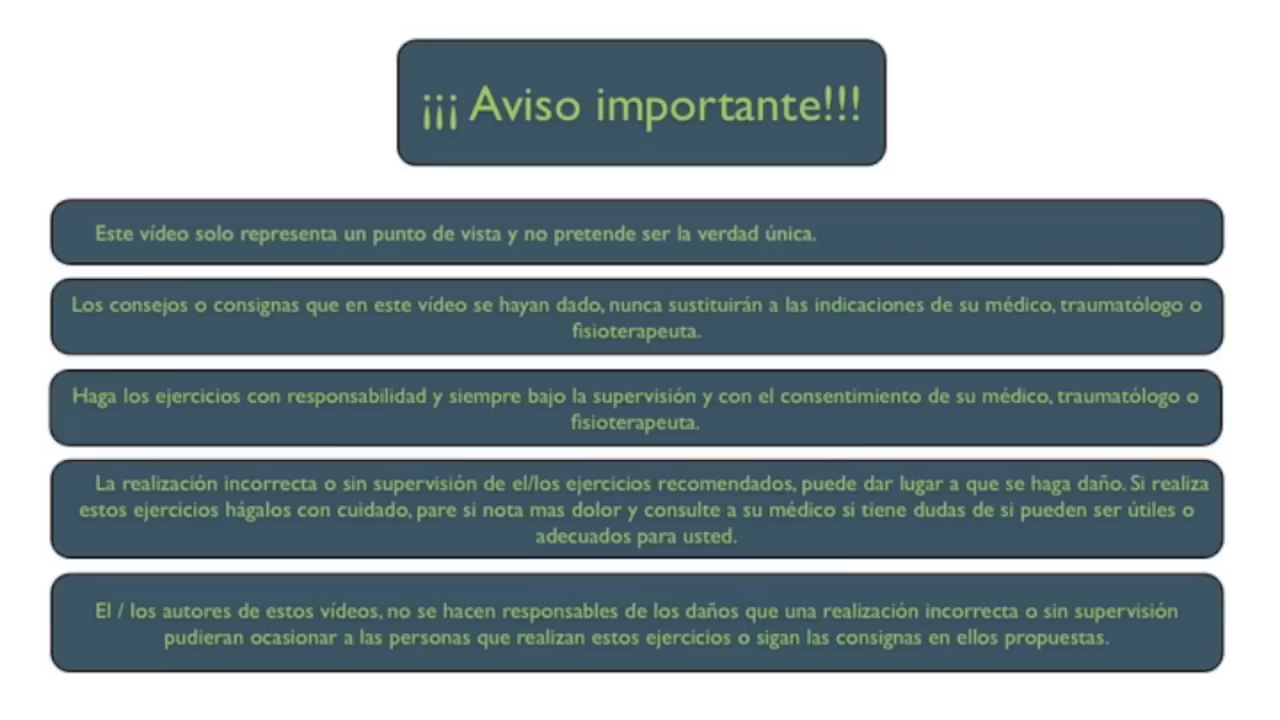 ¡¡¡ Aviso importante!!!
Este vídeo solo representa un punto de vista y no pretende ser la verdad única.
Los consejos o consignas que en este vídeo se hayan dado, nunca sustituirán a las indicaciones de su médico, traumatólogo o
fisioterapeuta.
Haga los ejercicios con responsabilidad y siempre bajo la supervisión y con el consentimiento de su médico, traumatólogo o
fisioterapeuta.
La realización incorrecta o sin supervisión de el/los ejercicios recomendados, puede dar lugar a que se haga daño. Si realiza
estos ejercicios hágalos con cuidado, pare si nota mas dolor y consulte a su médico si tiene dudas de si pueden ser útiles o
adecuados para usted.
El / los autores de estos vídeos, no se hacen responsables de los daños que una realización incorrecta o sin supervisión
pudieran ocasionar a las personas que realizan estos ejercicios o sigan las consignas en ellos propuestas.